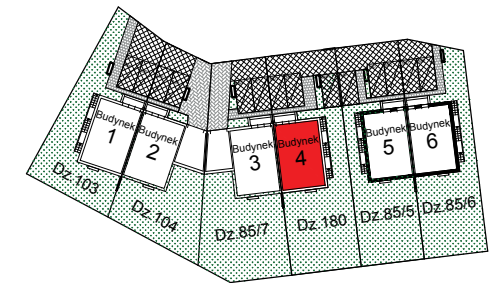 Budynek
1
Budynek
2
Budynek
3
Budynek
4
Budynek
5
Budynek
6
Dz.103
Dz.104
Dz.85/7
Dz.180
Dz.85/5
Dz.85/6